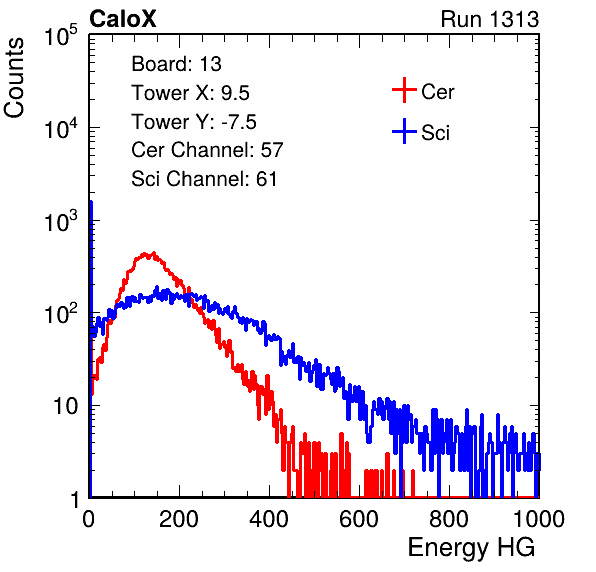 CaloX Run 1313
Counts
Board: 13
Tower X: 9.5
Tower Y: -7.5
Cer Channel: 57
Sci Channel: 61
Cer
Sci
10^5
10^4
10^3
10^2
10
1
0 200 400 600 800 1000
Energy HG